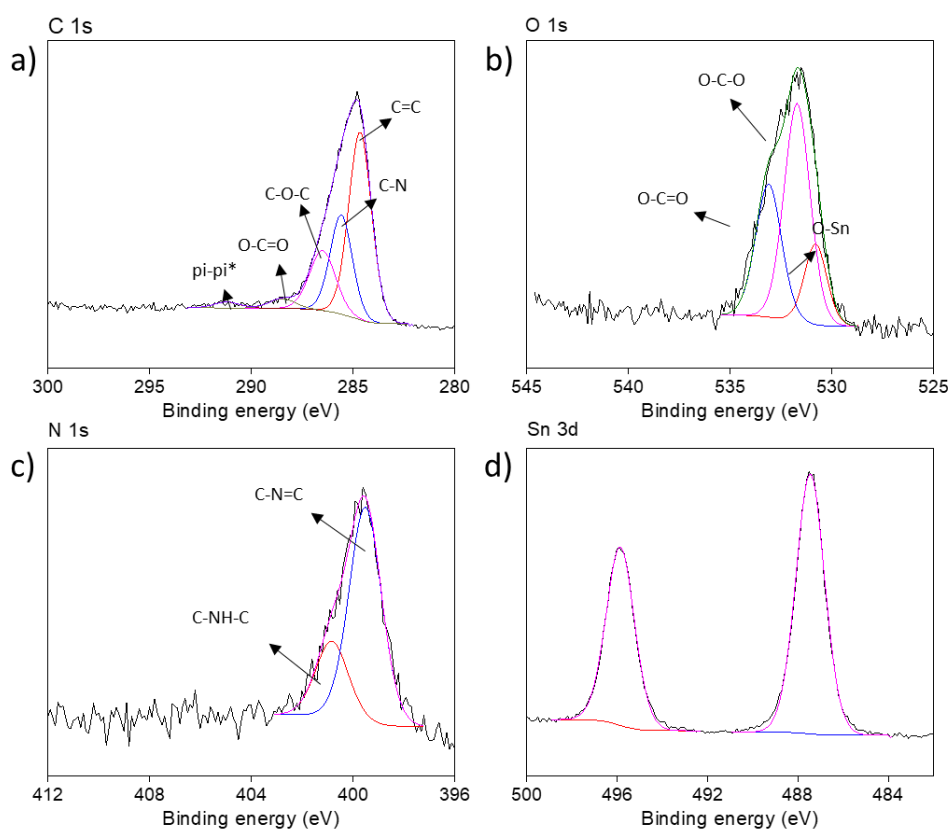 C 1s
a)
C=C
C-N
C-O-C
O-C=O
pi-pi*
300 295 290 285 280
Binding energy (eV)
O 1s
b)
O-C-O
O-C=O
O-Sn
545 540 535 530 525
Binding energy (eV)
N 1s
c)
C-N=C
C-NH-C
412 408 404 400 396
Binding energy (eV)
Sn 3d
d)
500 496 492 488 484
Binding energy (eV)